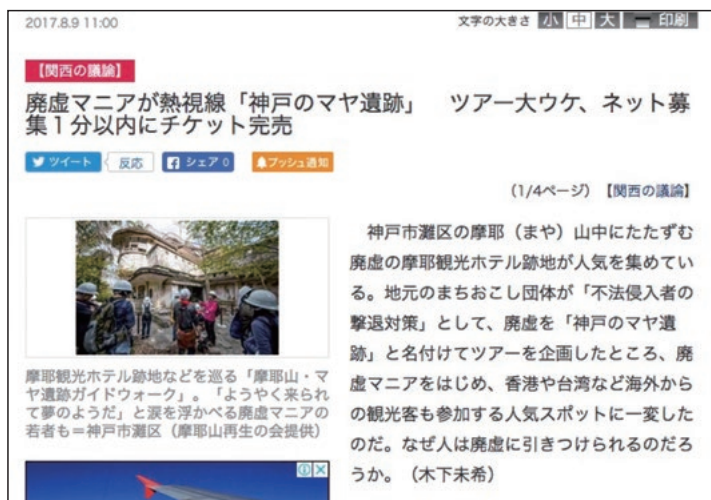 2017.8.9 11:00
文字の大きさ 小 中 大 印刷
【関西の議論】
廃虚マニアが熱視線「神戸のマヤ遺跡」　ツアー大ウケ、ネット募
集１分以内にチケット完売
ツイート 反応 シェア 0 プッシュ通知
（1/4ページ）【関西の議論】
摩耶観光ホテル跡地などを巡る「摩耶山・マ
ヤ遺跡ガイドウォーク」。「ようやく来られ
て夢のようだ」と涙を浮かべる廃虚マニアの
若者も＝神戸市灘区（摩耶山再生の会提供）
神戸市灘区の摩耶（まや）山中にたたずむ
廃虚の摩耶観光ホテル跡地が人気を集めてい
る。地元のまちおこし団体が「不法侵入者の
撃退対策」として、廃虚を「神戸のマヤ遺
跡」と名付けてツアーを企画したところ、廃
虚マニアをはじめ、香港や台湾など海外から
の観光客も参加する人気スポットに一変した
のだ。なぜ人は廃虚に引きつけられるのだろ
うか。（木下未希）